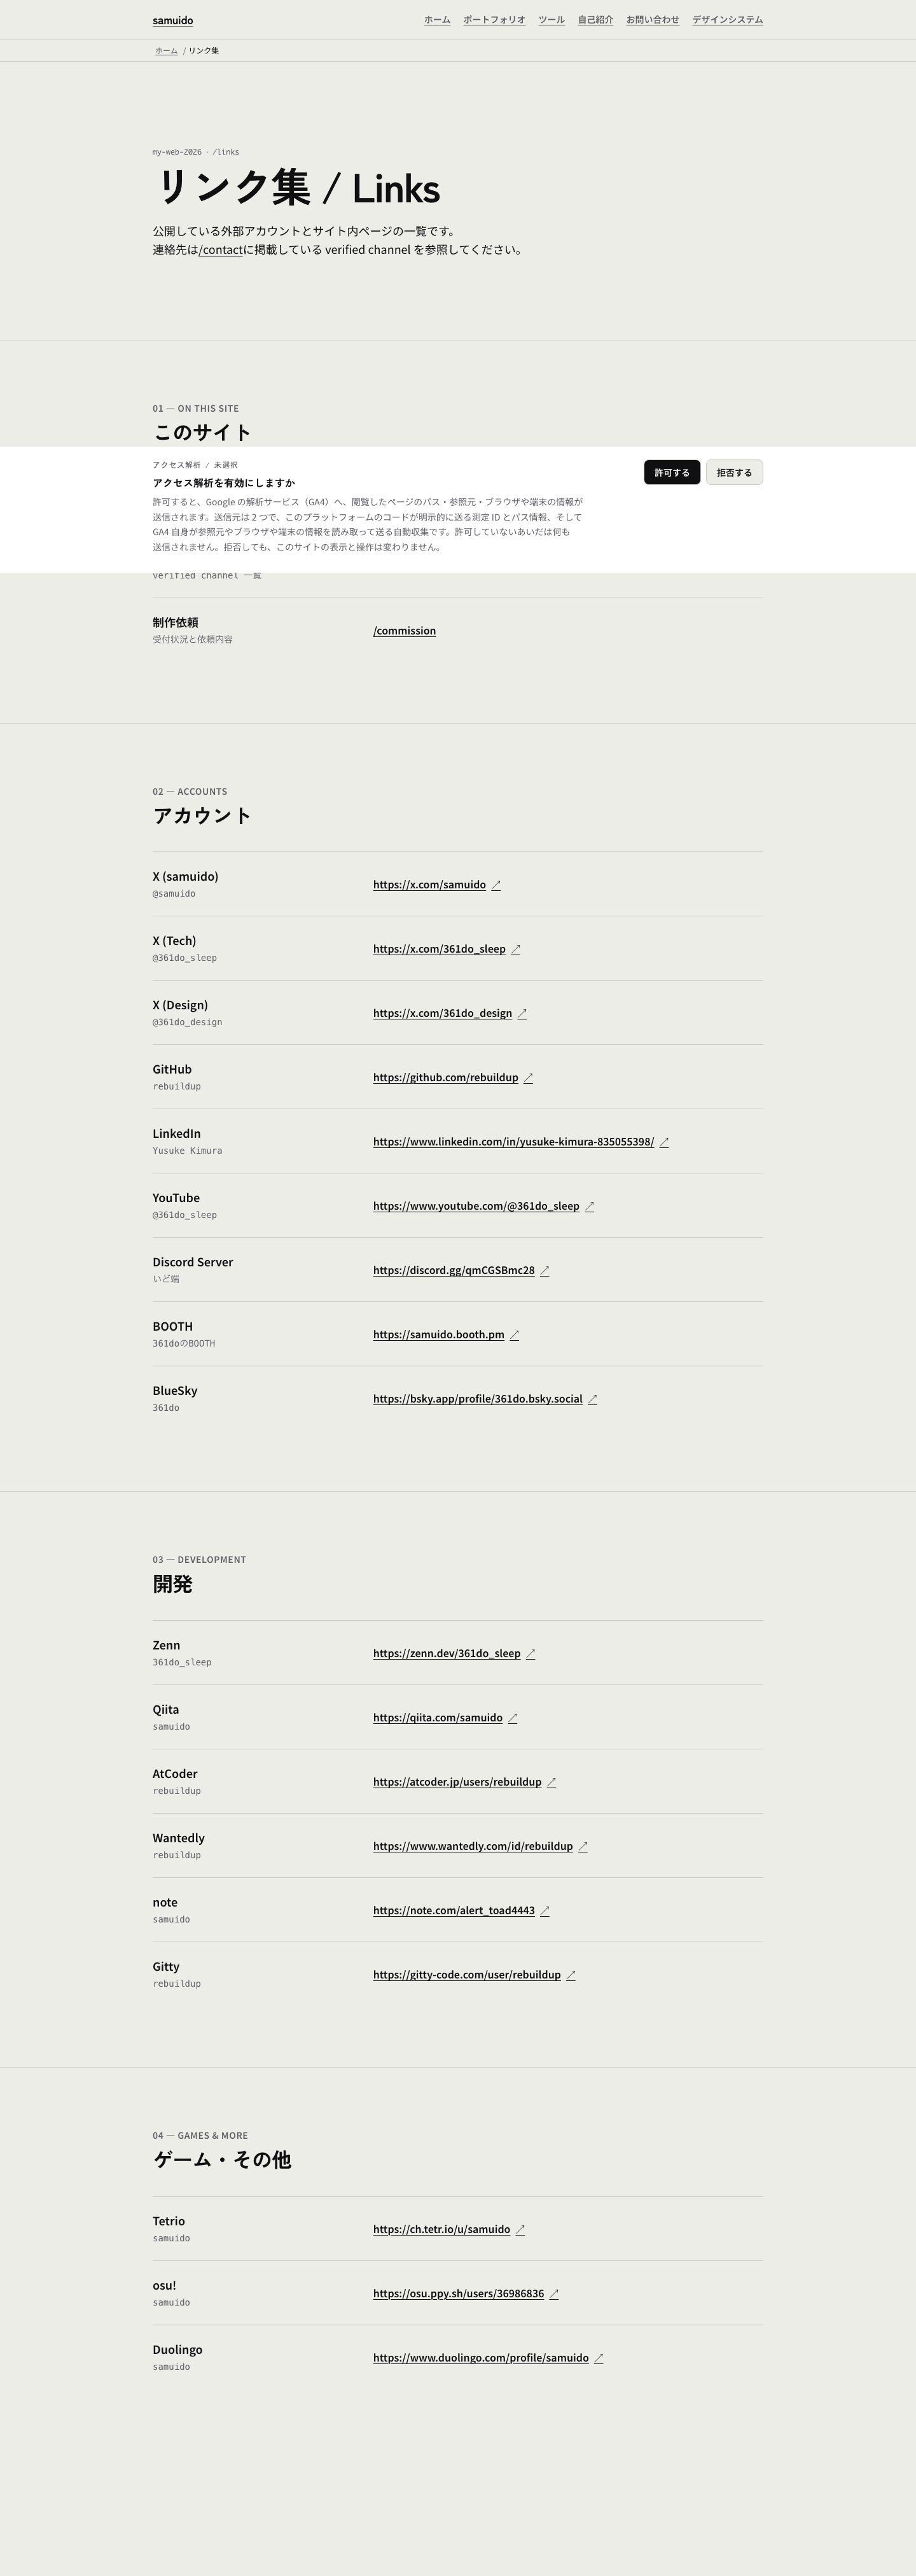 samuido
ホーム ポートフォリオ ツール 自己紹介 お問い合わせ デザインシステム
ホーム / リンク集
my-web-2026 · /links
リンク集 / Links
公開している外部アカウントとサイト内ページの一覧です。
連絡先は/contactに掲載している verified channel を参照してください。
01 — ON THIS SITE
このサイト
アクセス解析 / 未選択
アクセス解析を有効にしますか
許可すると、Google の解析サービス（GA4）へ、閲覧したページのパス・参照元・ブラウザや端末の情報が
送信されます。送信元は 2 つで、このプラットフォームのコードが明示的に送る測定 ID とパス情報、そして
GA4 自身が参照元やブラウザや端末の情報を読み取って送る自動収集です。許可していないあいだは何も
送信されません。拒否しても、このサイトの表示と操作は変わりません。
許可する 拒否する
verified channel 一覧
制作依頼
受付状況と依頼内容
/commission
02 — ACCOUNTS
アカウント
X (samuido)
@samuido
https://x.com/samuido ↗
X (Tech)
@361do_sleep
https://x.com/361do_sleep ↗
X (Design)
@361do_design
https://x.com/361do_design ↗
GitHub
rebuildup
https://github.com/rebuildup ↗
LinkedIn
Yusuke Kimura
https://www.linkedin.com/in/yusuke-kimura-835055398/ ↗
YouTube
@361do_sleep
https://www.youtube.com/@361do_sleep ↗
Discord Server
いど端
https://discord.gg/qmCGSBmc28 ↗
BOOTH
361doのBOOTH
https://samuido.booth.pm ↗
BlueSky
361do
https://bsky.app/profile/361do.bsky.social ↗
03 — DEVELOPMENT
開発
Zenn
361do_sleep
https://zenn.dev/361do_sleep ↗
Qiita
samuido
https://qiita.com/samuido ↗
AtCoder
rebuildup
https://atcoder.jp/users/rebuildup ↗
Wantedly
rebuildup
https://www.wantedly.com/id/rebuildup ↗
note
samuido
https://note.com/alert_toad4443 ↗
Gitty
rebuildup
https://gitty-code.com/user/rebuildup ↗
04 — GAMES & MORE
ゲーム・その他
Tetrio
samuido
https://ch.tetr.io/u/samuido ↗
osu!
samuido
https://osu.ppy.sh/users/36986836 ↗
Duolingo
samuido
https://www.duolingo.com/profile/samuido ↗